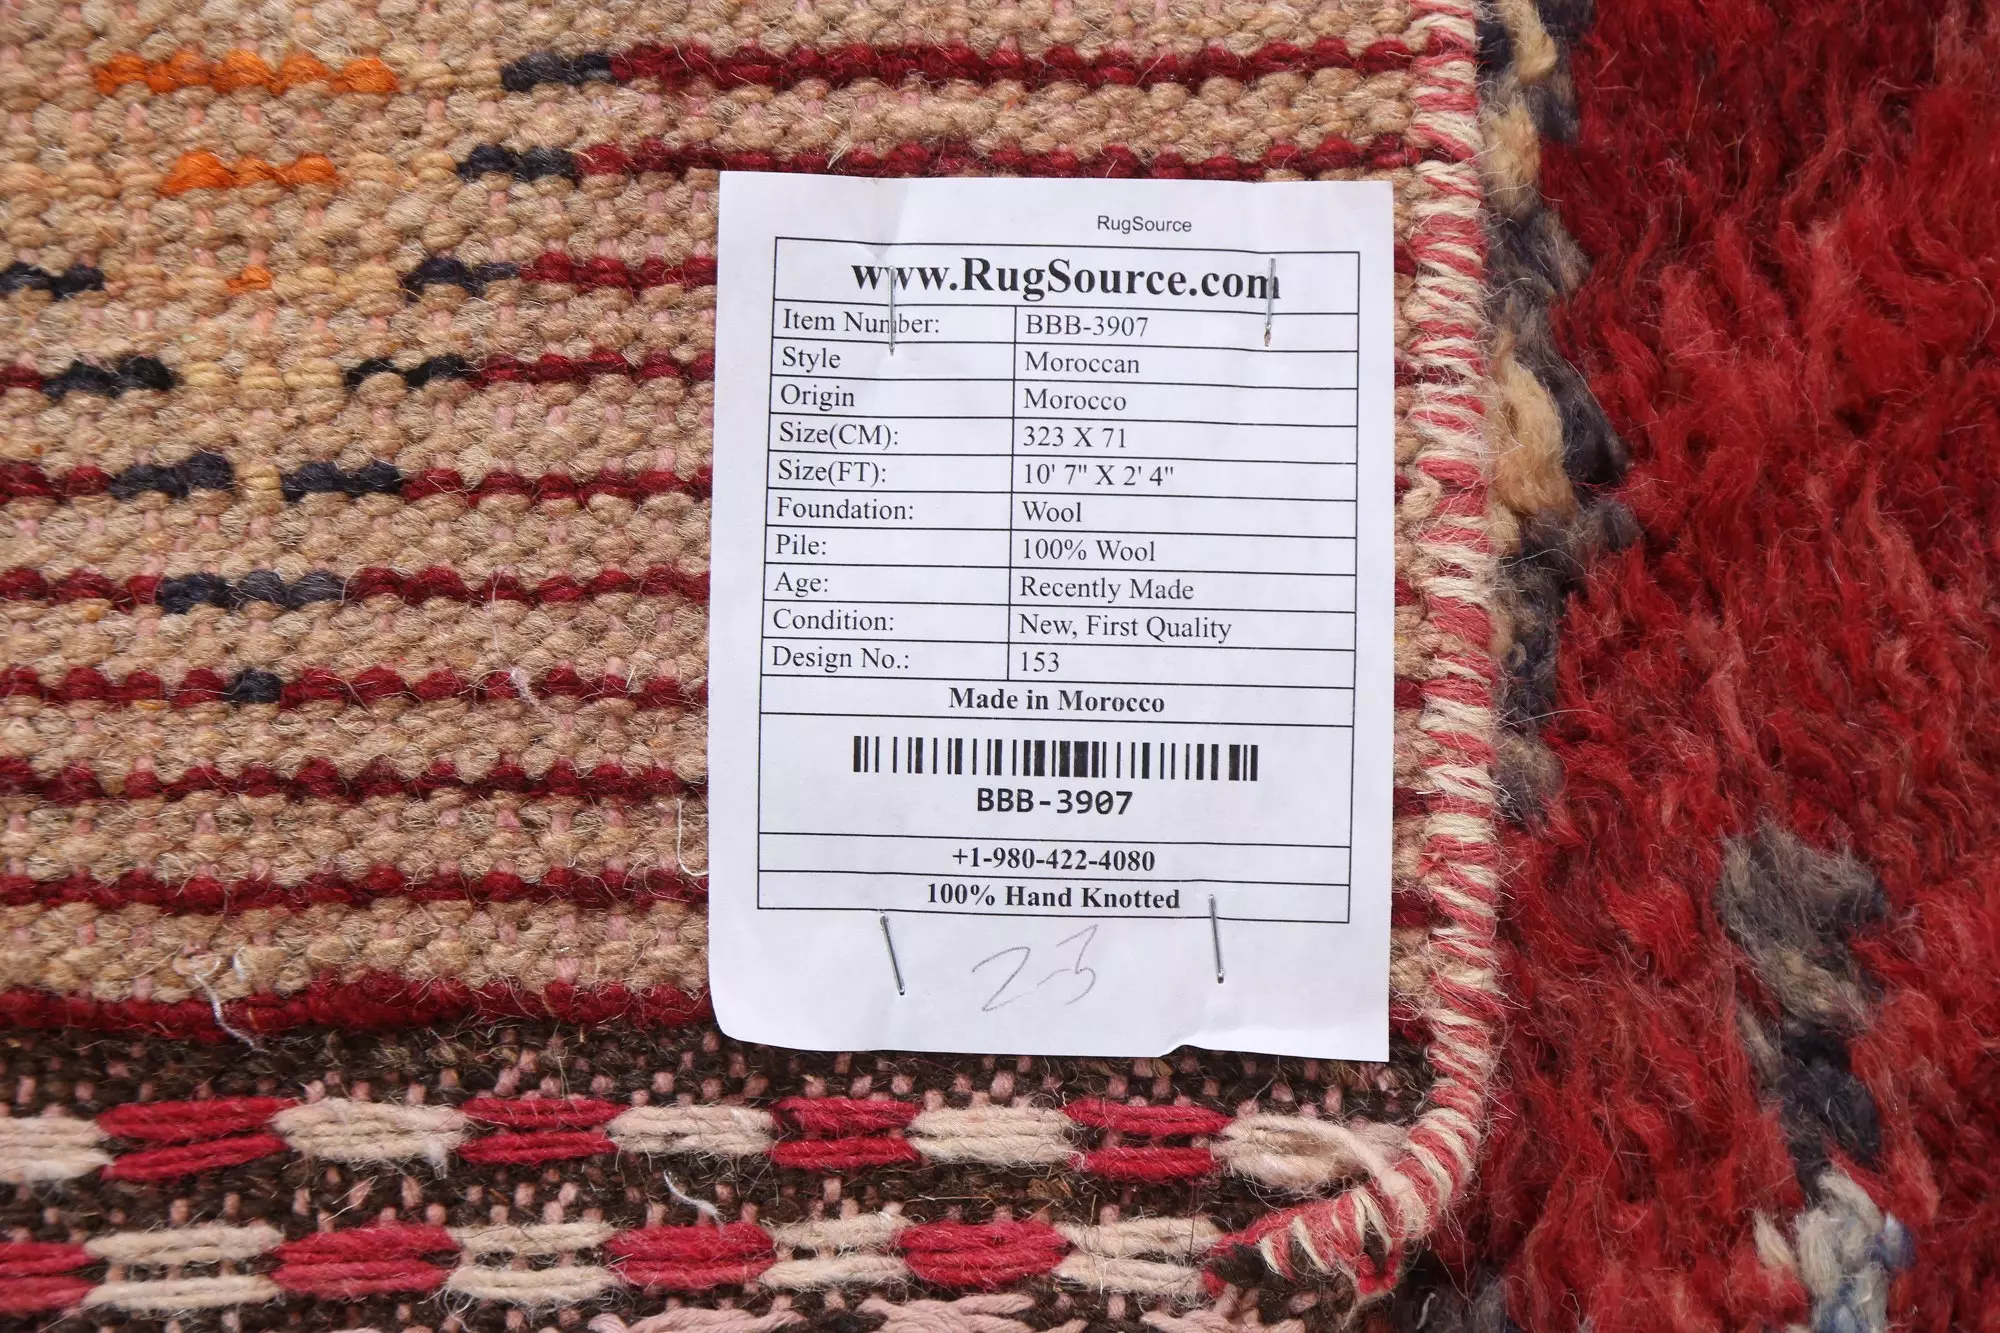 RugSource
www.RugSource.com
Item Number: BBB-3907
Style Moroccan
Origin Morocco
Size(CM): 323 X 71
Size(FT): 10' 7" X 2' 4"
Foundation: Wool
Pile: 100% Wool
Age: Recently Made
Condition: New, First Quality
Design No.: 153
Made in Morocco
BBB-3907
+1-980-422-4080
100% Hand Knotted
23